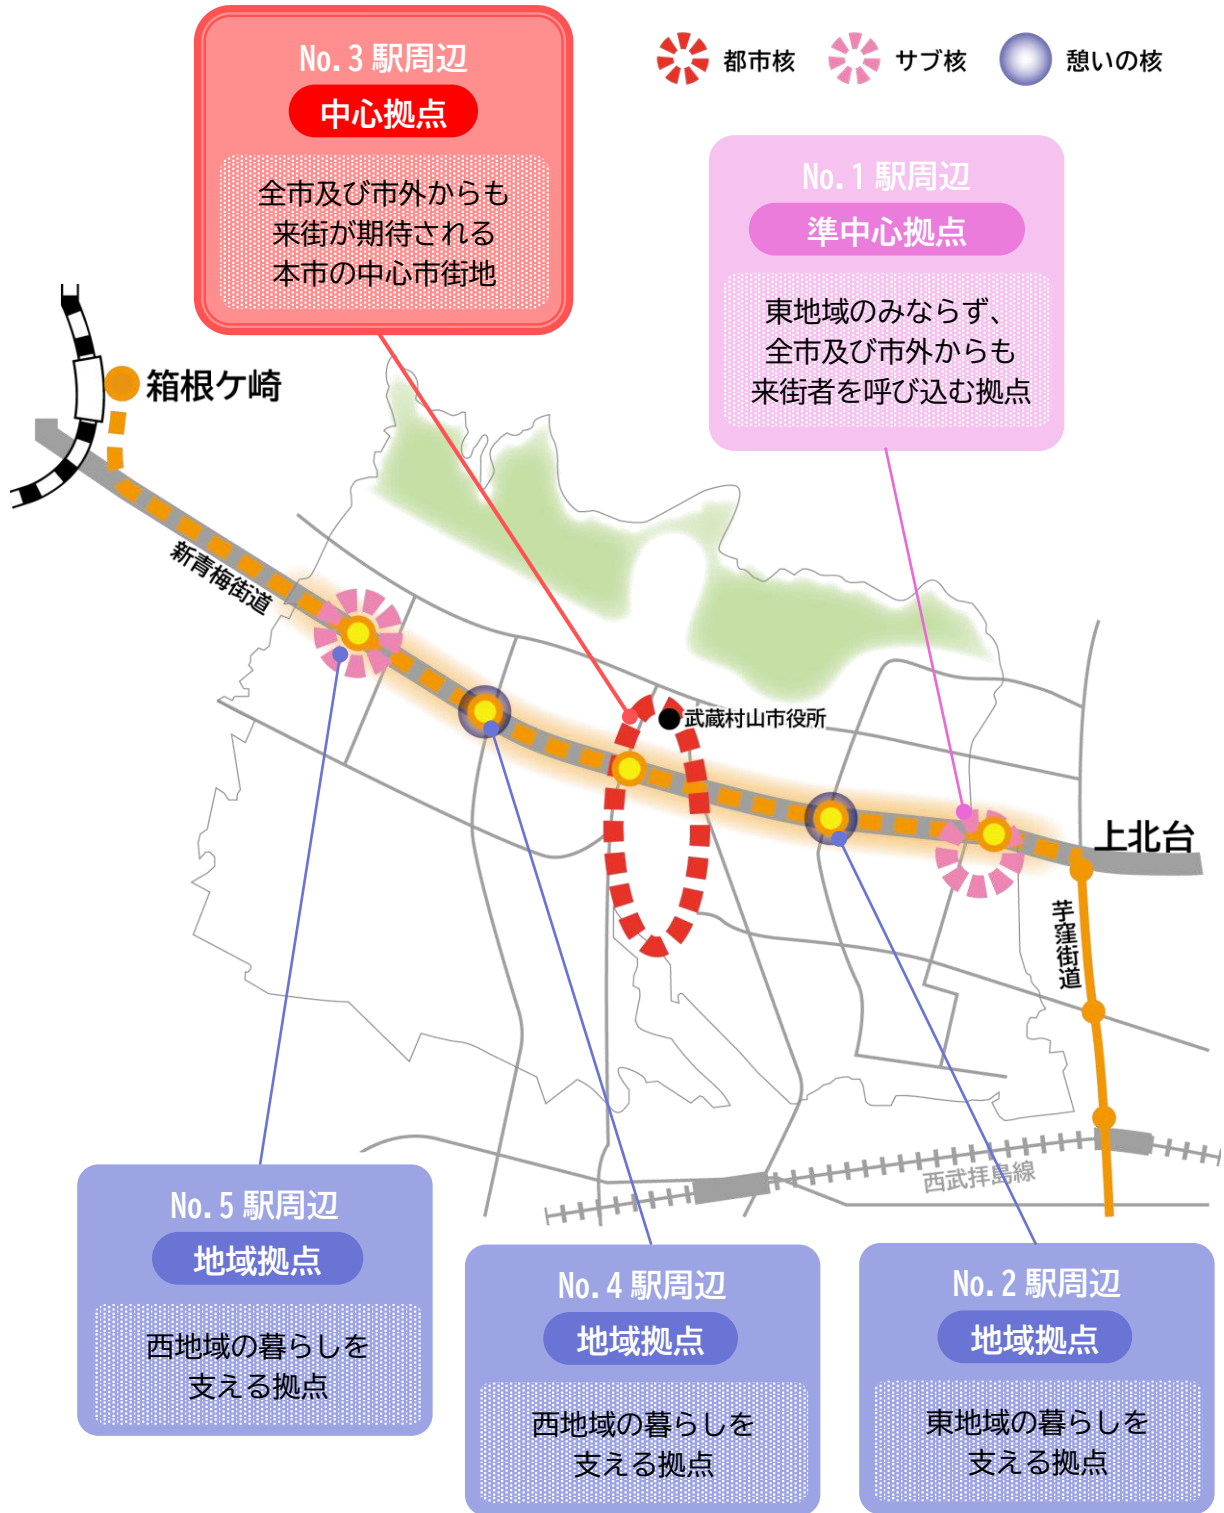 No.3 駅周辺
中心拠点
全市及び市外からも
来街が期待される
本市の中心市街地
都市核
サブ核
憩いの核
No.1 駅周辺
準中心拠点
東地域のみならず、
全市及び市外からも
来街者を呼び込む拠点
箱根ケ崎
新青梅街道
武蔵村山市役所
上北台
芋窪街道
西武拝島線
No.5 駅周辺
地域拠点
西地域の暮らしを
支える拠点
No.4 駅周辺
地域拠点
西地域の暮らしを
支える拠点
No.2 駅周辺
地域拠点
東地域の暮らしを
支える拠点